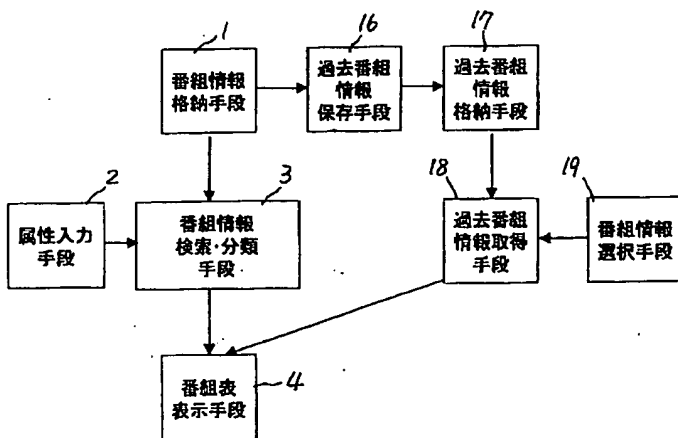 1
番組情報
格納手段
16
過去番組
情報
保存手段
17
過去番組
情報
格納手段
2
属性入力
手段
3
番組情報
検索・分類
手段
18
過去番組
情報取得
手段
19
番組情報
選択手段
番組表
表示手段
4